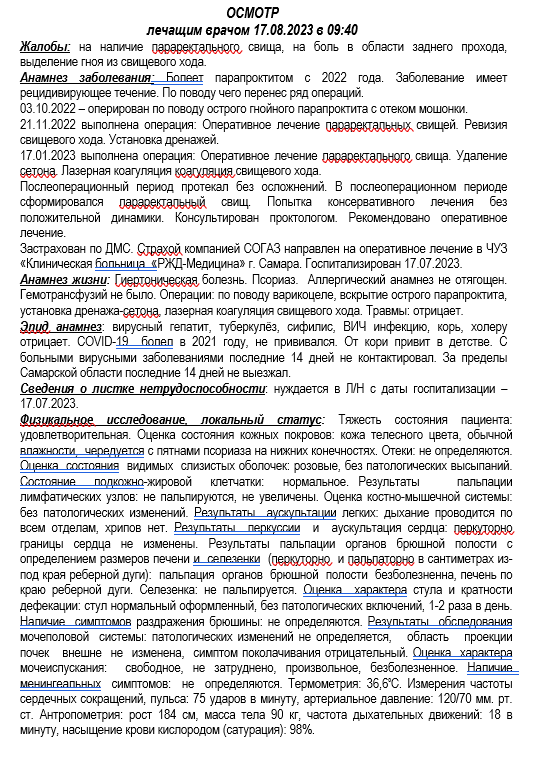 ОСМОТР
лечащим врачом 17.08.2023 в 09:40
Жалобы: на наличие параректального свища, на боль в области заднего прохода,
выделение гноя из свищевого хода.
Анамнез заболевания: Болеет парапроктитом с 2022 года. Заболевание имеет
рецидивирующее течение. По поводу чего перенес ряд операций.
03.10.2022 – оперирован по поводу острого гнойного парапроктита с отеком мошонки.
21.11.2022 выполнена операция: Оперативное лечение параректальных свищей. Ревизия
свищевого хода. Установка дренажей.
17.01.2023 выполнена операция: Оперативное лечение параректального свища. Удаление
сетона. Лазерная коагуляция коагуляция свищевого хода.
Послеоперационный период протекал без осложнений. В послеоперационном периоде
сформировался параректальный свищ. Попытка консервативного лечения без
положительной динамики. Консультирован проктологом. Рекомендовано оперативное
лечение.
Застрахован по ДМС. Страхой компанией СОГАЗ направлен на оперативное лечение в ЧУЗ
«Клиническая больница «РЖД-Медицина» г. Самара. Госпитализирован 17.07.2023.
Анамнез жизни: Гиертоническая болезнь. Псориаз. Аллергический анамнез не отягощен.
Гемотрансфузий не было. Операции: по поводу варикоцеле, вскрытие острого парапроктита,
установка дренажа-сетона, лазерная коагуляция свищевого хода. Травмы: отрицает.
Эпид анамнез: вирусный гепатит, туберкулёз, сифилис, ВИЧ инфекцию, корь, холеру
отрицает. COVID-19 болел в 2021 году, не прививался. От кори привит в детстве. С
больными вирусными заболеваниями последние 14 дней не контактировал. За пределы
Самарской области последние 14 дней не выезжал.
Сведения о листке нетрудоспособности: нуждается в Л/Н с даты госпитализации –
17.07.2023.
Физикальное исследование, локальный статус: Тяжесть состояния пациента:
удовлетворительная. Оценка состояния кожных покровов: кожа телесного цвета, обычной
влажности, чередуется с пятнами псориаза на нижних конечностях. Отеки: не определяются.
Оценка состояния видимых слизистых оболочек: розовые, без патологических высыпаний.
Состояние подкожно-жировой клетчатки: нормальное. Результаты пальпации
лимфатических узлов: не пальпируются, не увеличены. Оценка костно-мышечной системы:
без патологических изменений. Результаты аускультации легких: дыхание проводится по
всем отделам, хрипов нет. Результаты перкуссии и аускультация сердца: перкуторно
границы сердца не изменены. Результаты пальпации органов брюшной полости с
определением размеров печени и селезенки (перкуторно и пальпаторно в сантиметрах из-
под края реберной дуги): пальпация органов брюшной полости безболезненна, печень по
краю реберной дуги. Селезенка: не пальпируется. Оценка характера стула и кратности
дефекации: стул нормальный оформленный, без патологических включений, 1-2 раза в день.
Наличие симптомов раздражения брюшины: не определяются. Результаты обследования
мочеполовой системы: патологических изменений не определяется, область проекции
почек внешне не изменена, симптом поколачивания отрицательный. Оценка характера
мочеиспускания: свободное, не затруднено, произвольное, безболезненное. Наличие
менингеальных симптомов: не определяются. Термометрия: 36,6℃. Измерения частоты
сердечных сокращений, пульса: 75 ударов в минуту, артериальное давление: 120/70 мм. рт.
ст. Антропометрия: рост 184 см, масса тела 90 кг, частота дыхательных движений: 18 в
минуту, насыщение крови кислородом (сатурация): 98%.